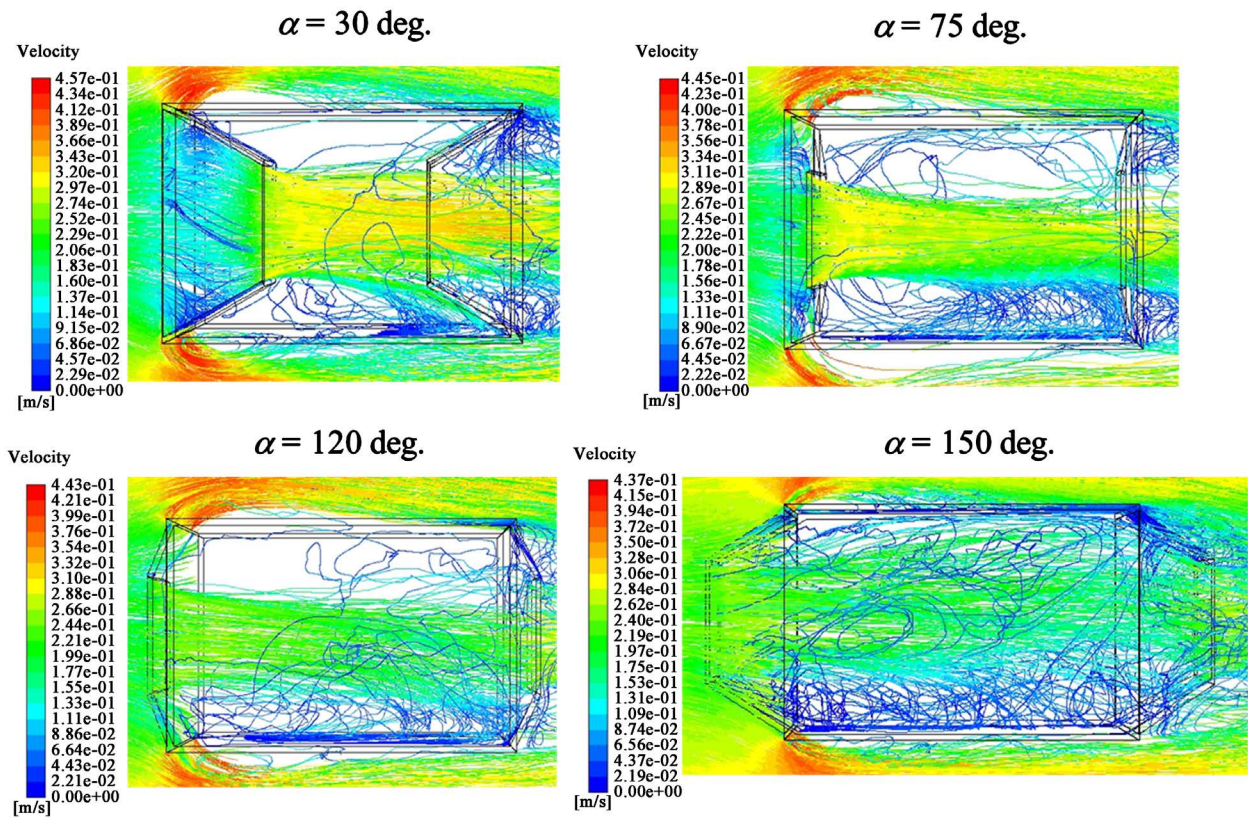 α = 30 deg.
Velocity
4.57e-01
4.34e-01
4.12e-01
3.89e-01
3.66e-01
3.43e-01
3.20e-01
2.97e-01
2.74e-01
2.52e-01
2.29e-01
2.06e-01
1.83e-01
1.60e-01
1.37e-01
1.14e-01
9.15e-02
6.86e-02
4.57e-02
2.29e-02
0.00e+00
[m/s]
α = 75 deg.
Velocity
4.45e-01
4.23e-01
4.00e-01
3.78e-01
3.56e-01
3.34e-01
3.11e-01
2.89e-01
2.67e-01
2.45e-01
2.22e-01
2.00e-01
1.78e-01
1.56e-01
1.33e-01
1.11e-01
8.90e-02
6.67e-02
4.45e-02
2.22e-02
0.00e+00
[m/s]
α = 120 deg.
Velocity
4.43e-01
4.21e-01
3.99e-01
3.76e-01
3.54e-01
3.32e-01
3.10e-01
2.88e-01
2.66e-01
2.44e-01
2.21e-01
1.99e-01
1.77e-01
1.55e-01
1.33e-01
1.11e-01
8.86e-02
6.64e-02
4.43e-02
2.21e-02
0.00e+00
[m/s]
α = 150 deg.
Velocity
4.37e-01
4.15e-01
3.94e-01
3.72e-01
3.50e-01
3.28e-01
3.06e-01
2.84e-01
2.62e-01
2.40e-01
2.19e-01
1.97e-01
1.75e-01
1.53e-01
1.31e-01
1.09e-01
8.74e-02
6.56e-02
4.37e-02
2.19e-02
0.00e+00
[m/s]